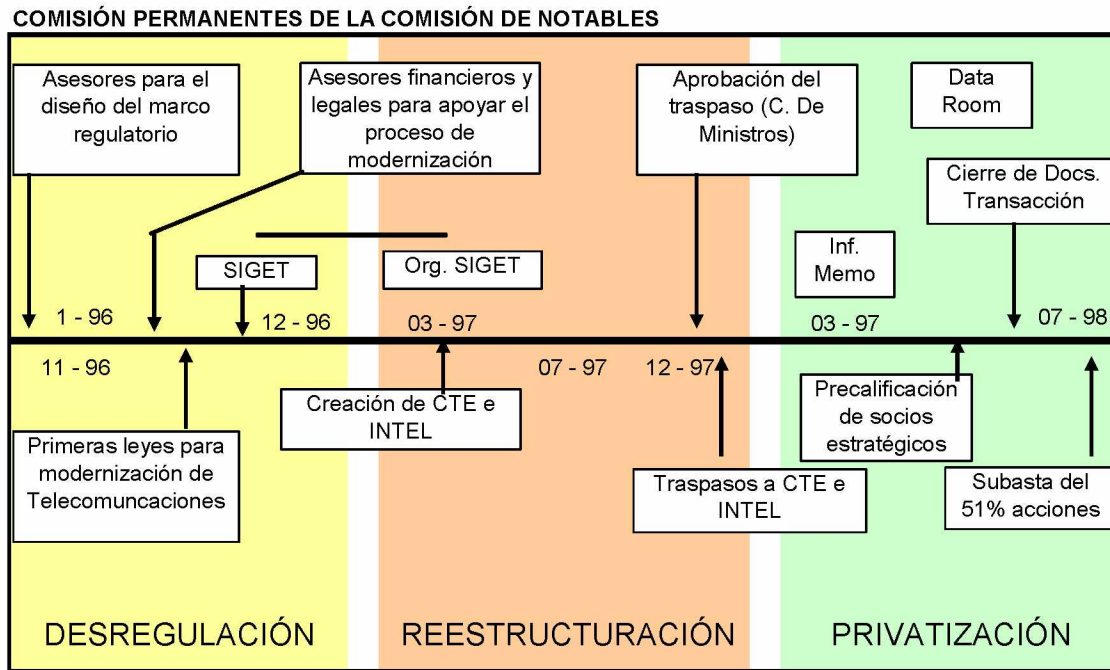 COMISIÓN PERMANENTES DE LA COMISIÓN DE NOTABLES
Asesores para el
diseño del marco
regulatorio
Asesores financieros y
legales para apoyar el
proceso de
modernización
Aprobación del
traspaso (C. De
Ministros)
Data
Room
Cierre de Docs.
Transacción
SIGET
Org. SIGET
Inf.
Memo
1 - 96
12 - 96
03 - 97
03 - 97
07 - 98
11 - 96
07 - 97
12 - 97
Primeras leyes para
modernización de
Telecomuncaciones
Creación de CTE e
INTEL
Traspasos a CTE e
INTEL
Precalificación
de socios
estratégicos
Subasta del
51% acciones
DESREGULACIÓN
REESTRUCTURACIÓN
PRIVATIZACIÓN